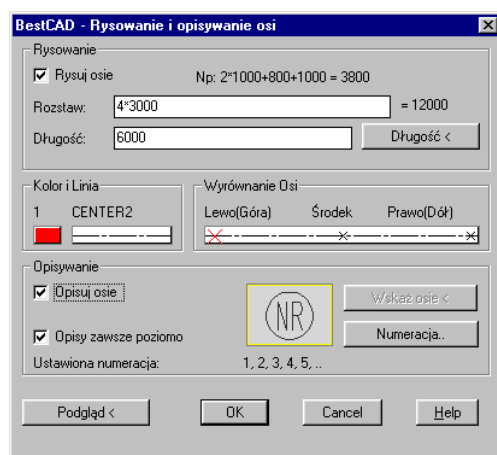 BestCAD - Rysowanie i opisywanie osi
Rysowanie
Rysuj osie Np: 2*1000+800+1000 = 3800
Rozstaw: 4*3000 = 12000
Długość: 6000 Długość <
Kolor i Linia Wyrównanie Osi
1 CENTER2 Lewo(Góra) Środek Prawo(Dół)
Opisywanie
Opisuj osie NR Wskaż osie <
Opisy zawsze poziomo Numeracja..
Ustawiona numeracja: 1, 2, 3, 4, 5, ..
Podgląd < OK Cancel Help